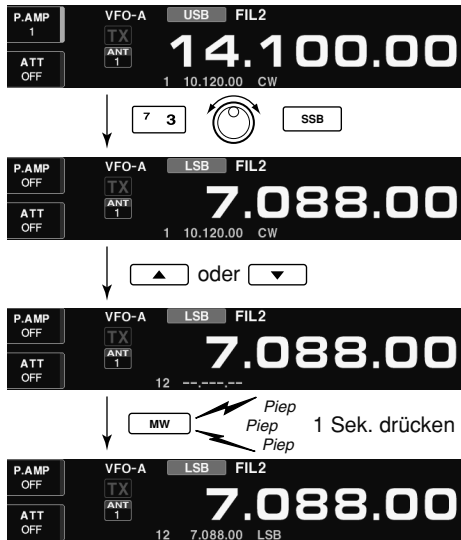 P.AMP VFO-A USB FIL2
1 TX
ANT 1 14.100.00
ATT
OFF 1 10.120.00 CW
7 3 SSB
P.AMP VFO-A LSB FIL2
OFF TX
ANT 1 7.088.00
ATT
OFF 1 10.120.00 CW
▲ oder ▼
P.AMP VFO-A LSB FIL2
OFF TX
ANT 1 7.088.00
ATT
OFF 12 --.---.--
Piep
MW Piep 1 Sek. drücken
Piep
P.AMP VFO-A LSB FIL2
OFF TX
ANT 1 7.088.00
ATT
OFF 12 7.088.00 LSB